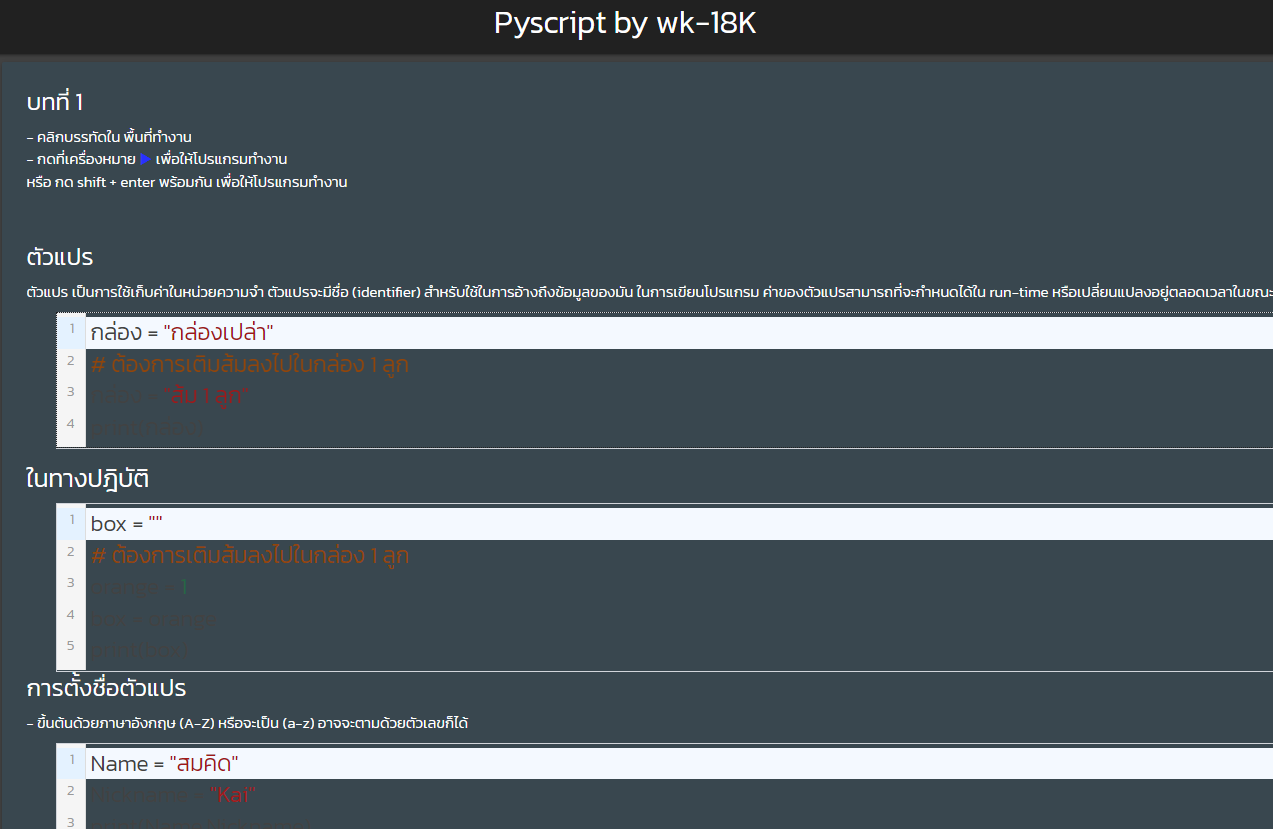 Pyscript by wk-18K
บทที่ 1
- คลิกบรรทัดใน พื้นที่ทำงาน
- กดที่เครื่องหมาย ▶ เพื่อให้โปรแกรมทำงาน
หรือ กด shift + enter พร้อมกัน เพื่อให้โปรแกรมทำงาน
ตัวแปร
ตัวแปร เป็นการใช้เก็บค่าในหน่วยความจำ ตัวแปรจะมีชื่อ (identifier) สำหรับใช้ในการอ้างถึงข้อมูลของมัน ในการเขียนโปรแกรม ค่าของตัวแปรสามารถที่จะกำหนดได้ใน run-time หรือเปลี่ยนแปลงอยู่ตลอดเวลาในขณะ
1 กล่อง = "กล่องเปล่า"
2 # ต้องการเติมส้มลงไปในกล่อง 1 ลูก
3 กล่อง = "ส้ม 1 ลูก"
4
ในทางปฎิบัติ
1 box = ""
2 # ต้องการเติมส้มลงไปในกล่อง 1 ลูก
3 orange = 1
4 box = orange
5 print(box)
การตั้งชื่อตัวแปร
- ขึ้นต้นด้วยภาษาอังกฤษ (A-Z) หรือจะเป็น (a-z) อาจจะตามด้วยตัวเลขก็ได้
1 Name = "สมคิด"
2 Nickname = "Kai"
3